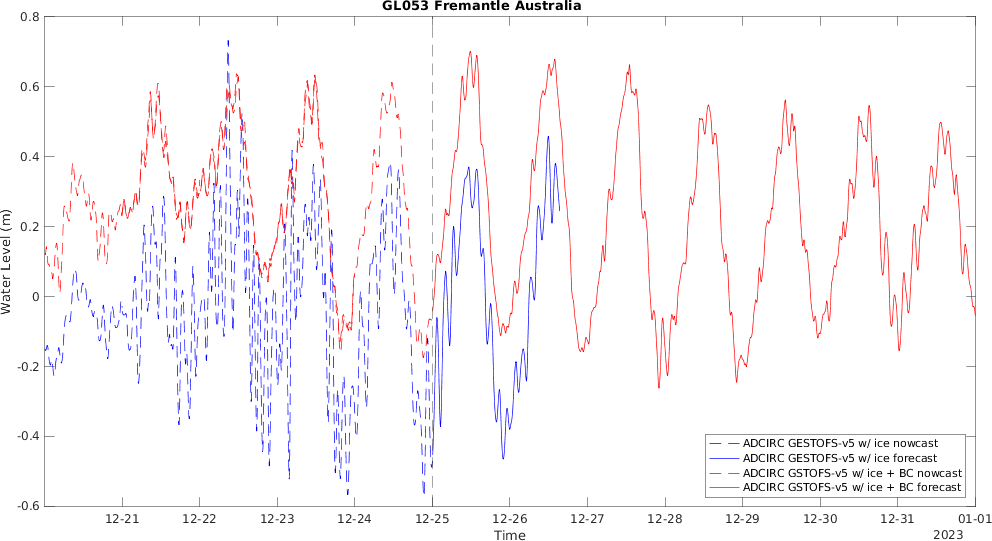 GL053 Fremantle Australia
Water Level (m)
0.8
0.6
0.4
0.2
0
-0.2
-0.4
-0.6
ADCIRC GESTOFS-v5 w/ ice nowcast
ADCIRC GESTOFS-v5 w/ ice forecast
ADCIRC GSTOFS-v5 w/ ice + BC nowcast
ADCIRC GSTOFS-v5 w/ ice + BC forecast
12-21 12-22 12-23 12-24 12-25 12-26 12-27 12-28 12-29 12-30 12-31 01-01
Time
2023